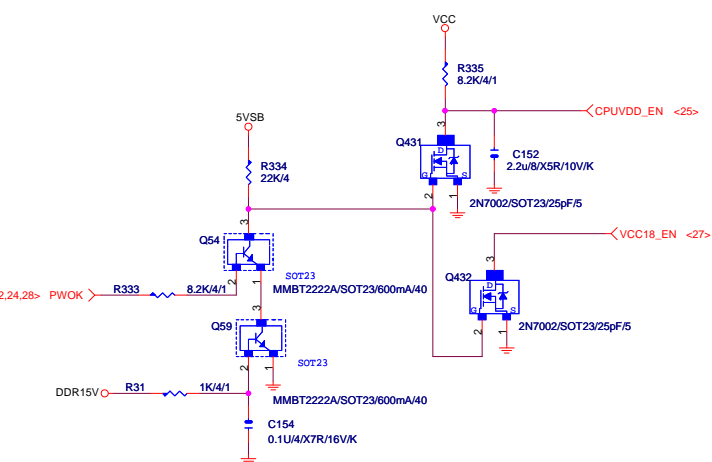 VCC
R335
8.2K/4/1
CPUVDD_EN <25>
5VSB
3
Q431
D
G
S
C152
2.2u/8/X5R/10V/K
R334
22K/4
2
1
2N7002/SOT23/25pF/5
3
Q54
VCC18_EN <27>
3
Q432
D
G
S
SOT23
2
1
MMBT2222A/SOT23/600mA/40
2,24,28> PWOK
R333
8.2K/4/1
3
Q59
2
1
2N7002/SOT23/25pF/5
SOT23
2
1
DDR15V
R31
1K/4/1
MMBT2222A/SOT23/600mA/40
C154
0.1U/4/X7R/16V/K